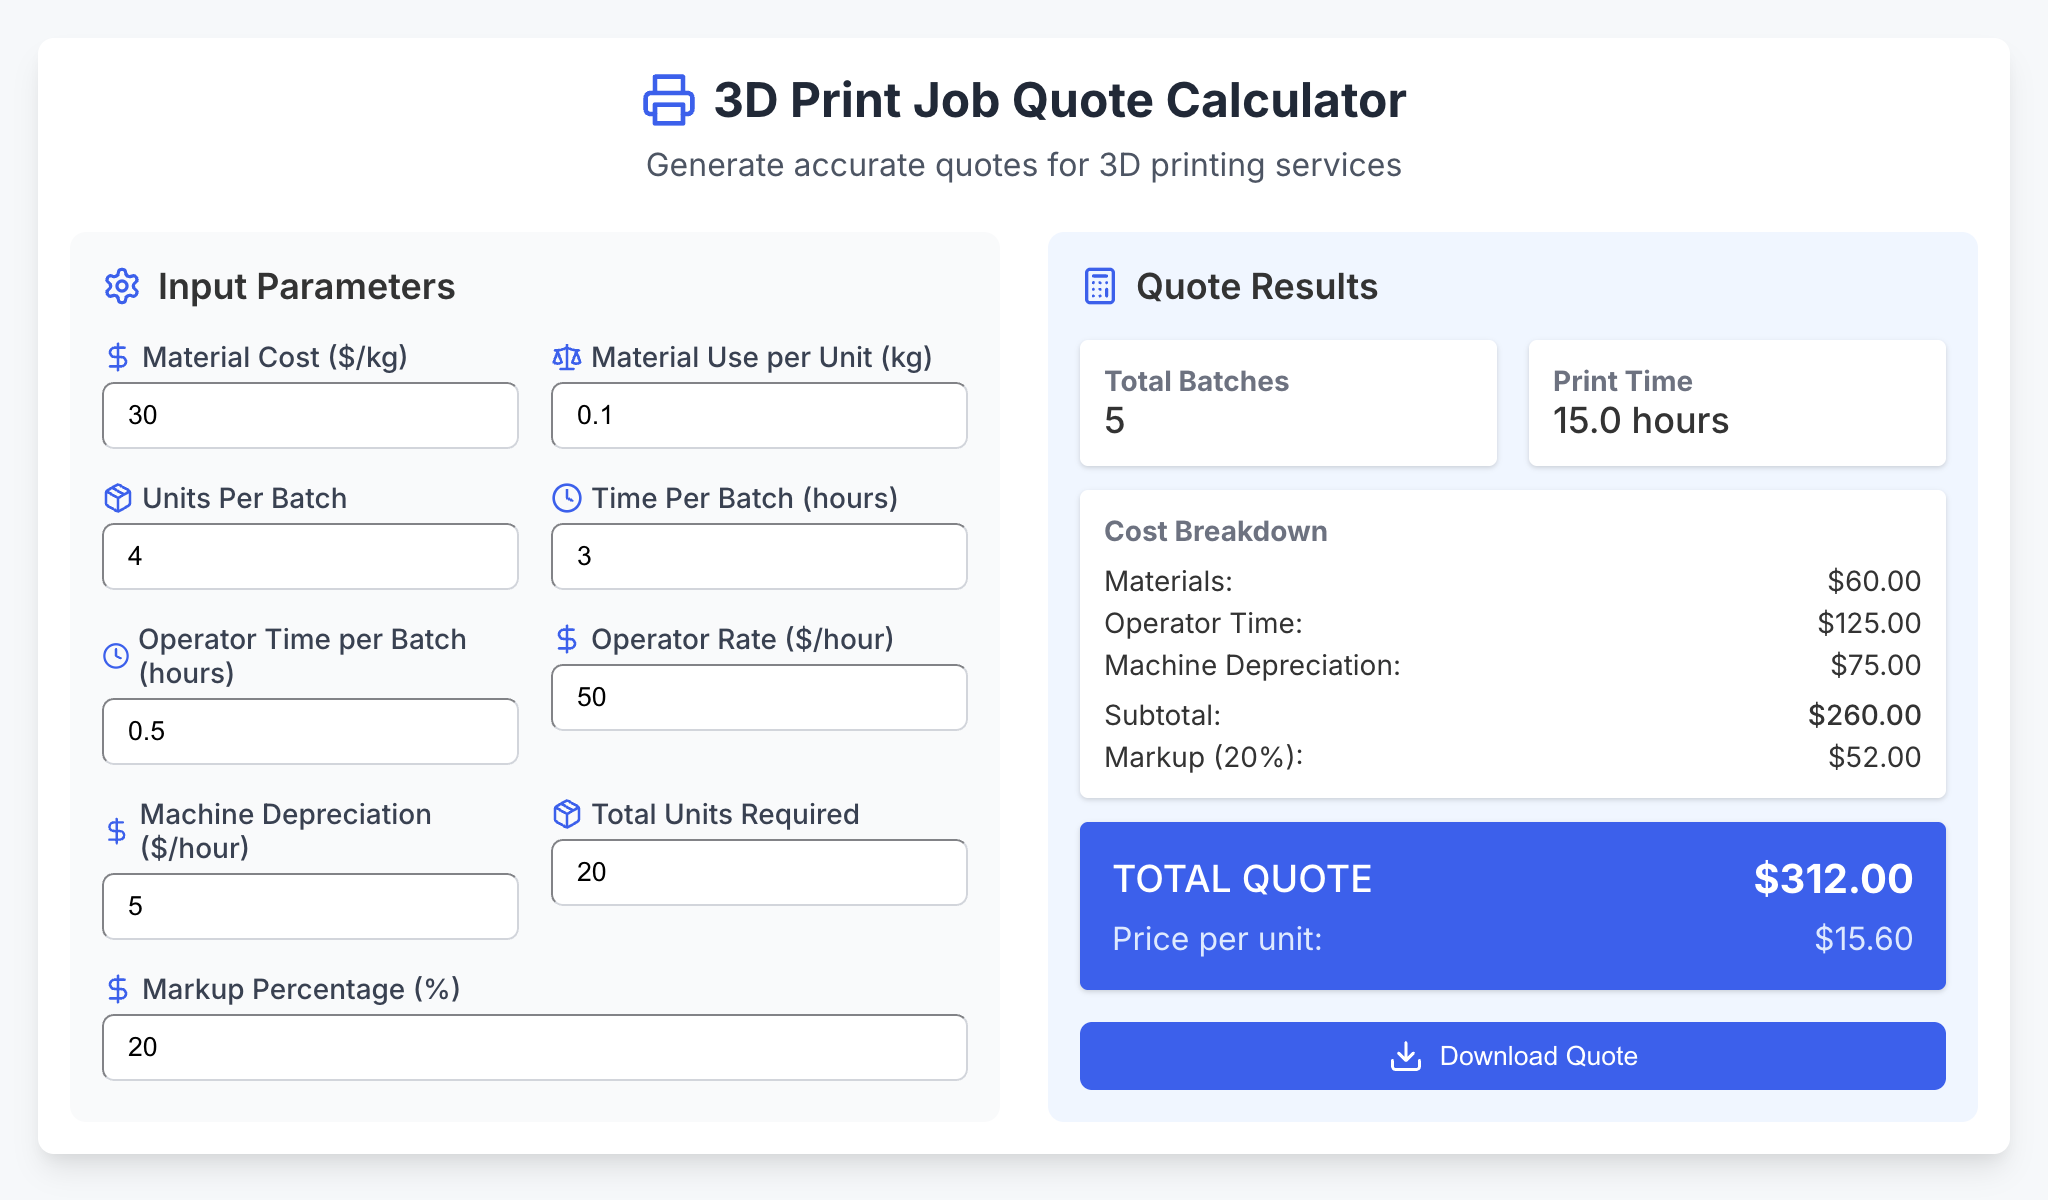 3D Print Job Quote Calculator
Generate accurate quotes for 3D printing services
Input Parameters
Material Cost ($/kg)
30
Material Use per Unit (kg)
0.1
Units Per Batch
4
Time Per Batch (hours)
3
Operator Time per Batch
(hours)
0.5
Operator Rate ($/hour)
50
Machine Depreciation
($/hour)
5
Total Units Required
20
Markup Percentage (%)
20
Quote Results
Total Batches
5
Print Time
15.0 hours
Cost Breakdown
Materials: $60.00
Operator Time: $125.00
Machine Depreciation: $75.00
Subtotal: $260.00
Markup (20%): $52.00
TOTAL QUOTE $312.00
Price per unit: $15.60
Download Quote